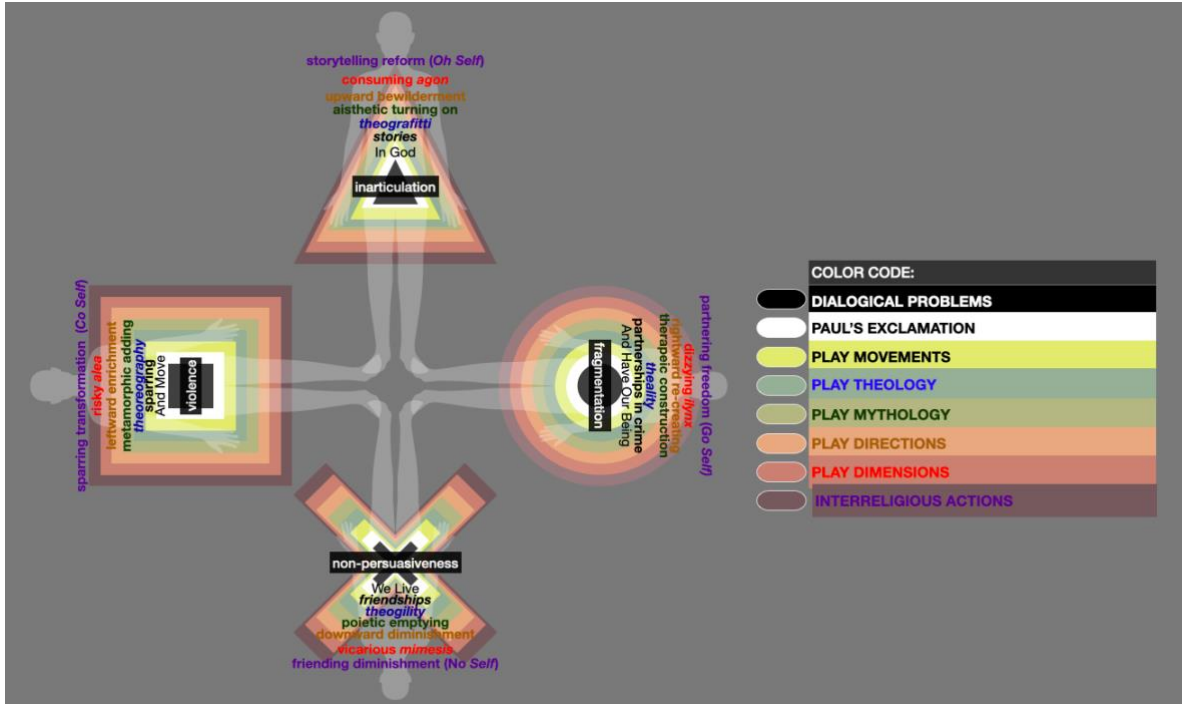 storytelling reform (Oh Self)
consuming agon
upward bewilderment
aisthetic turning on
theografitti
stories
In God
inarticulation
sparring transformation (Co Self)
risky alea
leftward enrichment
metamorphic adding
theoreography
sparring
And Move
violence
fragmentation
And Have Our Being
partnerships in crime
theality
therapeic construction
rightward re-creating
dizzying ilynx
partnering freedom (Go Self)
non-persuasiveness
We Live
friendships
theogility
poietic emptying
downward diminishment
vicarious mimesis
friending diminishment (No Self)
COLOR CODE:
DIALOGICAL PROBLEMS
PAUL'S EXCLAMATION
PLAY MOVEMENTS
PLAY THEOLOGY
PLAY MYTHOLOGY
PLAY DIRECTIONS
PLAY DIMENSIONS
INTERRELIGIOUS ACTIONS